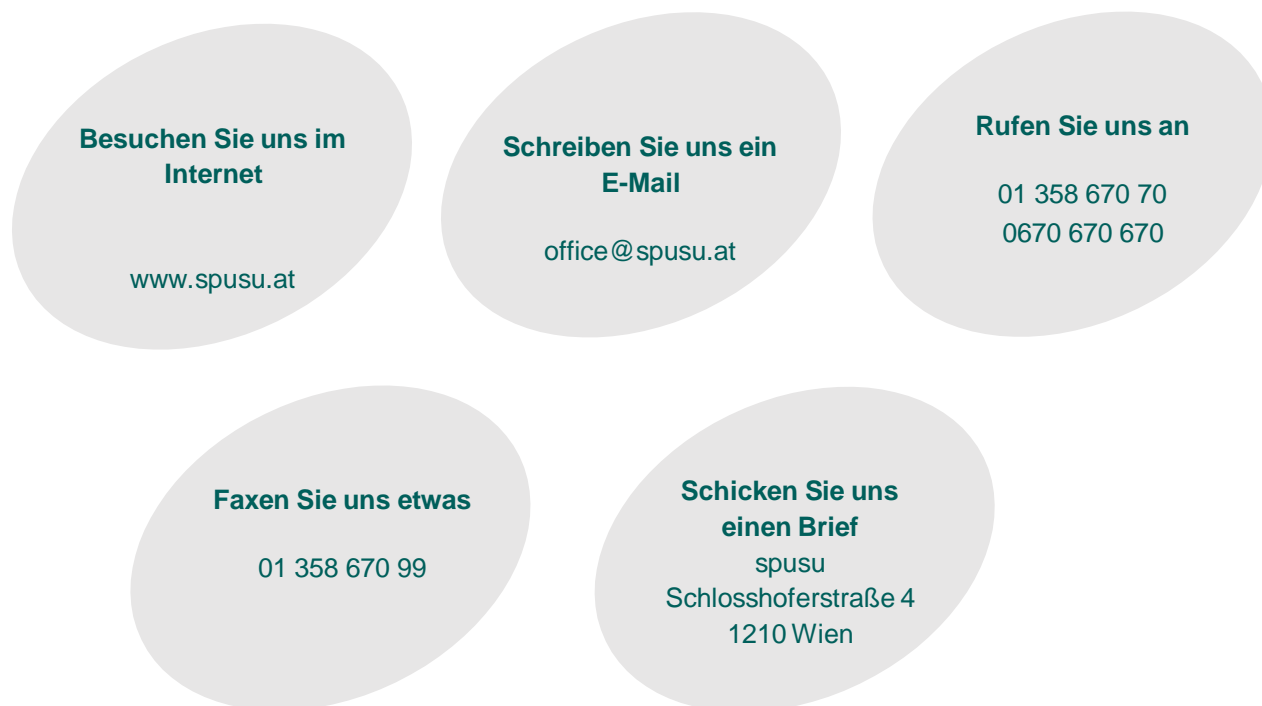 Besuchen Sie uns im
Internet
www.spusu.at
Schreiben Sie uns ein
E-Mail
office@spusu.at
Rufen Sie uns an
01 358 670 70
0670 670 670
Faxen Sie uns etwas
01 358 670 99
Schicken Sie uns
einen Brief
spusu
Schlosshoferstraße 4
1210 Wien